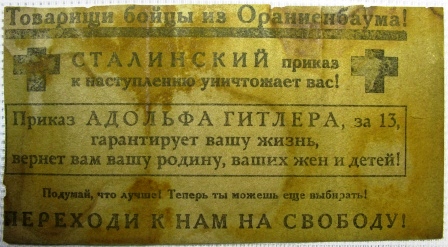 Товарищи бойцы из Ораниенбаума!
СТАЛИНСКИЙ приказ
к наступлению уничтожает вас!
Приказ АДОЛЬФА ГИТЛЕРА, за 13,
гарантирует вашу жизнь,
вернет вам вашу родину, ваших жен и детей!
Подумай, что лучше! Теперь ты можешь еще выбирать!
ПЕРЕХОДИ К НАМ НА СВОБОДУ!